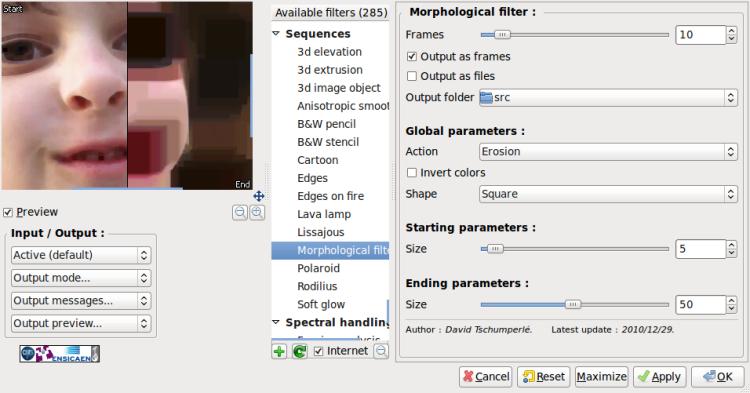 Start
End
Preview
Input / Output :
Active (default)
Output mode...
Output messages...
Output preview...
ENSICAEN
Available filters (285)
Sequences
3d elevation
3d extrusion
3d image object
Anisotropic smoot
B&W pencil
B&W stencil
Cartoon
Edges
Edges on fire
Lava lamp
Lissajous
Morphological filte
Polaroid
Rodilius
Soft glow
Spectral handling
Internet
Morphological filter :
Frames 10
Output as frames
Output as files
Output folder src
Global parameters :
Action Erosion
Invert colors
Shape Square
Starting parameters :
Size 5
Ending parameters :
Size 50
Author : David Tschumperlé. Latest update : 2010/12/29.
Cancel Reset Maximize Apply OK